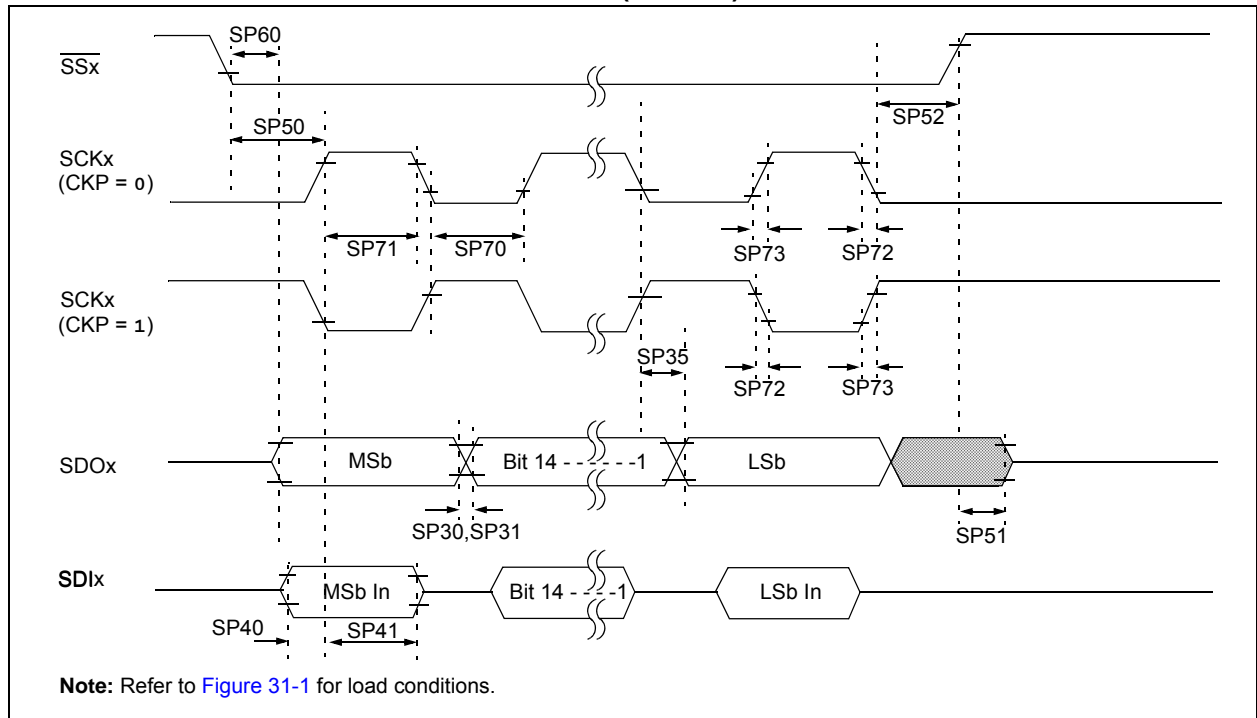 SP60
SSx
SP50
SP52
SCKx
(CKP = 0)
SP71
SP70
SP73
SP72
SCKx
(CKP = 1)
SP35
SP72
SP73
SDOx
MSb
Bit 14 - - - - - -1
LSb
SP30,SP31
SP51
SDIx
MSb In
Bit 14 - - - -1
LSb In
SP40
SP41
Note: Refer to Figure 31-1 for load conditions.